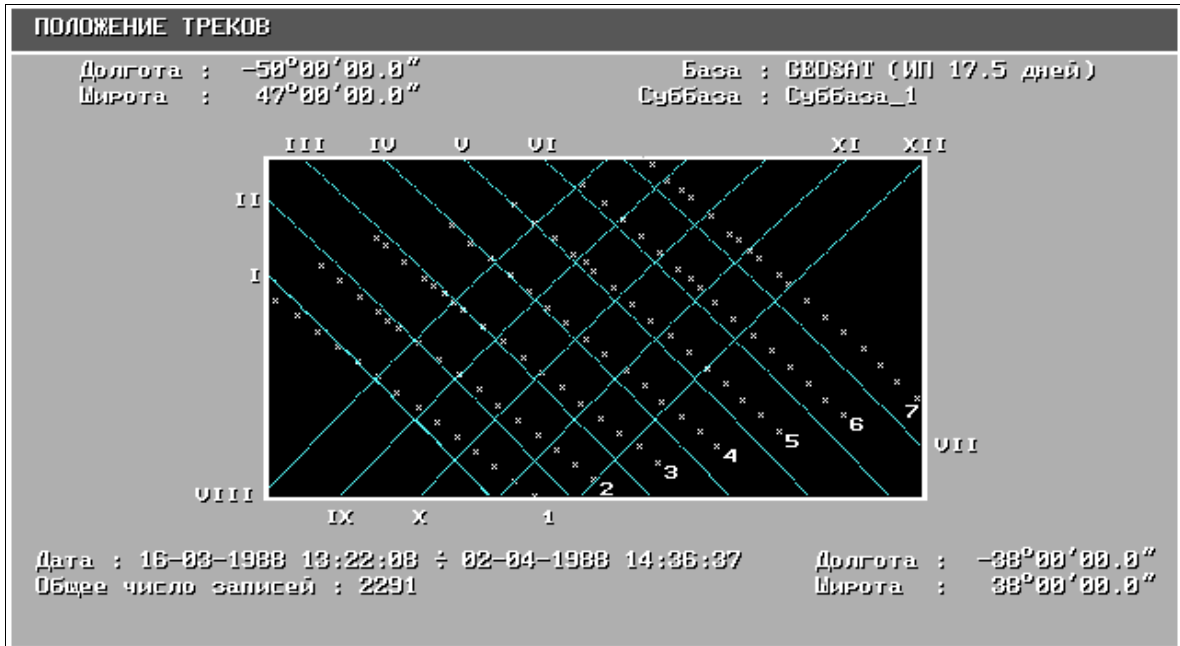 ПОЛОЖЕНИЕ ТРЕКОВ
Долгота : -50°00'00.0" База : GEOSAT (ИП 17.5 дней)
Широта : 47°00'00.0" Суббаза : Суббаза_1
III IV V VI XI XII
II
I
7
6
5
4
3
2
VII
VIII
IX X 1
Дата : 16-03-1988 13:22:08 ÷ 02-04-1988 14:36:37 Долгота : -38°00'00.0"
Общее число записей : 2291 Широта : 38°00'00.0"